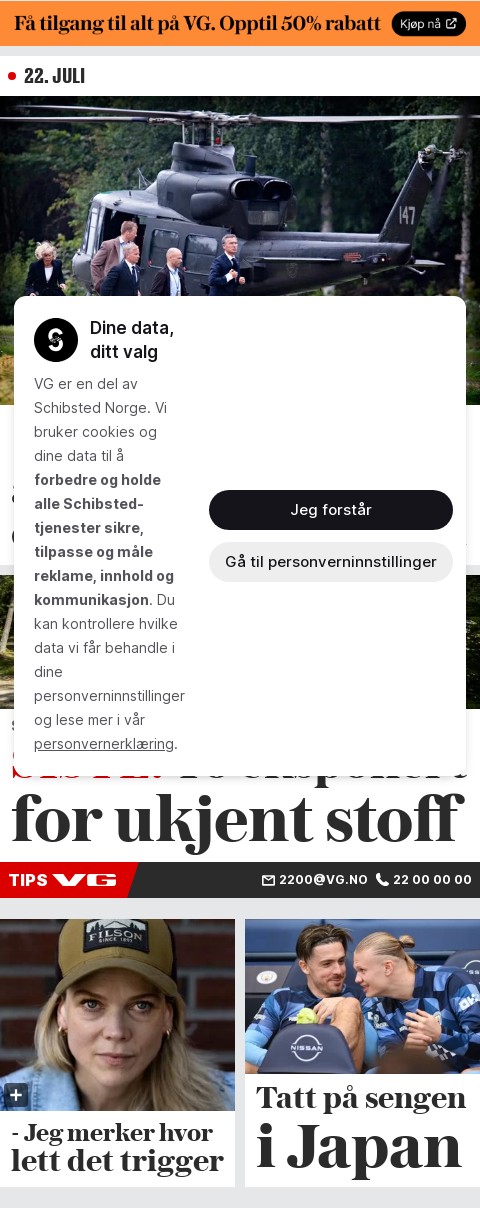 Få tilgang til alt på VG. Opptil 50% rabatt
Kjøp nå
22. JULI
147
Dine data,
ditt valg
VG er en del av
Schibsted Norge. Vi
bruker cookies og
dine data til å
forbedre og holde
alle Schibsted-
tjenester sikre,
tilpasse og måle
reklame, innhold og
kommunikasjon. Du
kan kontrollere hvilke
data vi får behandle i
dine
personverninnstillinger
og lese mer i vår
personvernerklæring.
Jeg forstår
Gå til personverninnstillinger
for ukjent stoff
TIPS VG
2200@VG.NO
22 00 00 00
FILSON
SINCE 1897
NISSAN
- Jeg merker hvor
lett det trigger
Tatt på sengen
i Japan